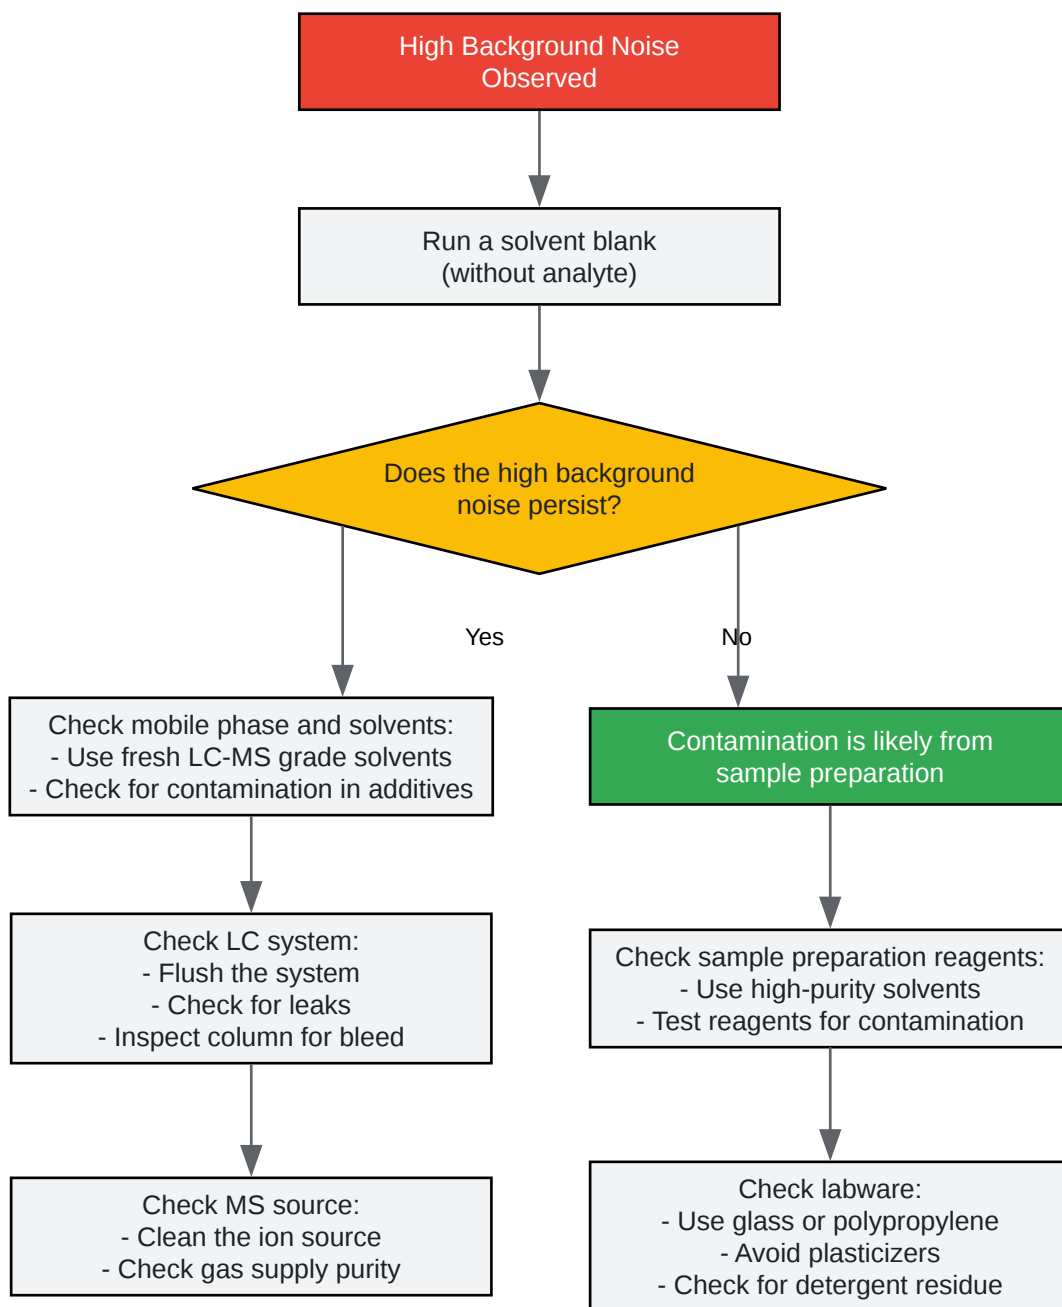 High Background Noise
Observed
Run a solvent blank
(without analyte)
Does the high background
noise persist?
Yes
No
Check mobile phase and solvents:
- Use fresh LC-MS grade solvents
- Check for contamination in additives
Contamination is likely from
sample preparation
Check LC system:
- Flush the system
- Check for leaks
- Inspect column for bleed
Check sample preparation reagents:
- Use high-purity solvents
- Test reagents for contamination
Check MS source:
- Clean the ion source
- Check gas supply purity
Check labware:
- Use glass or polypropylene
- Avoid plasticizers
- Check for detergent residue